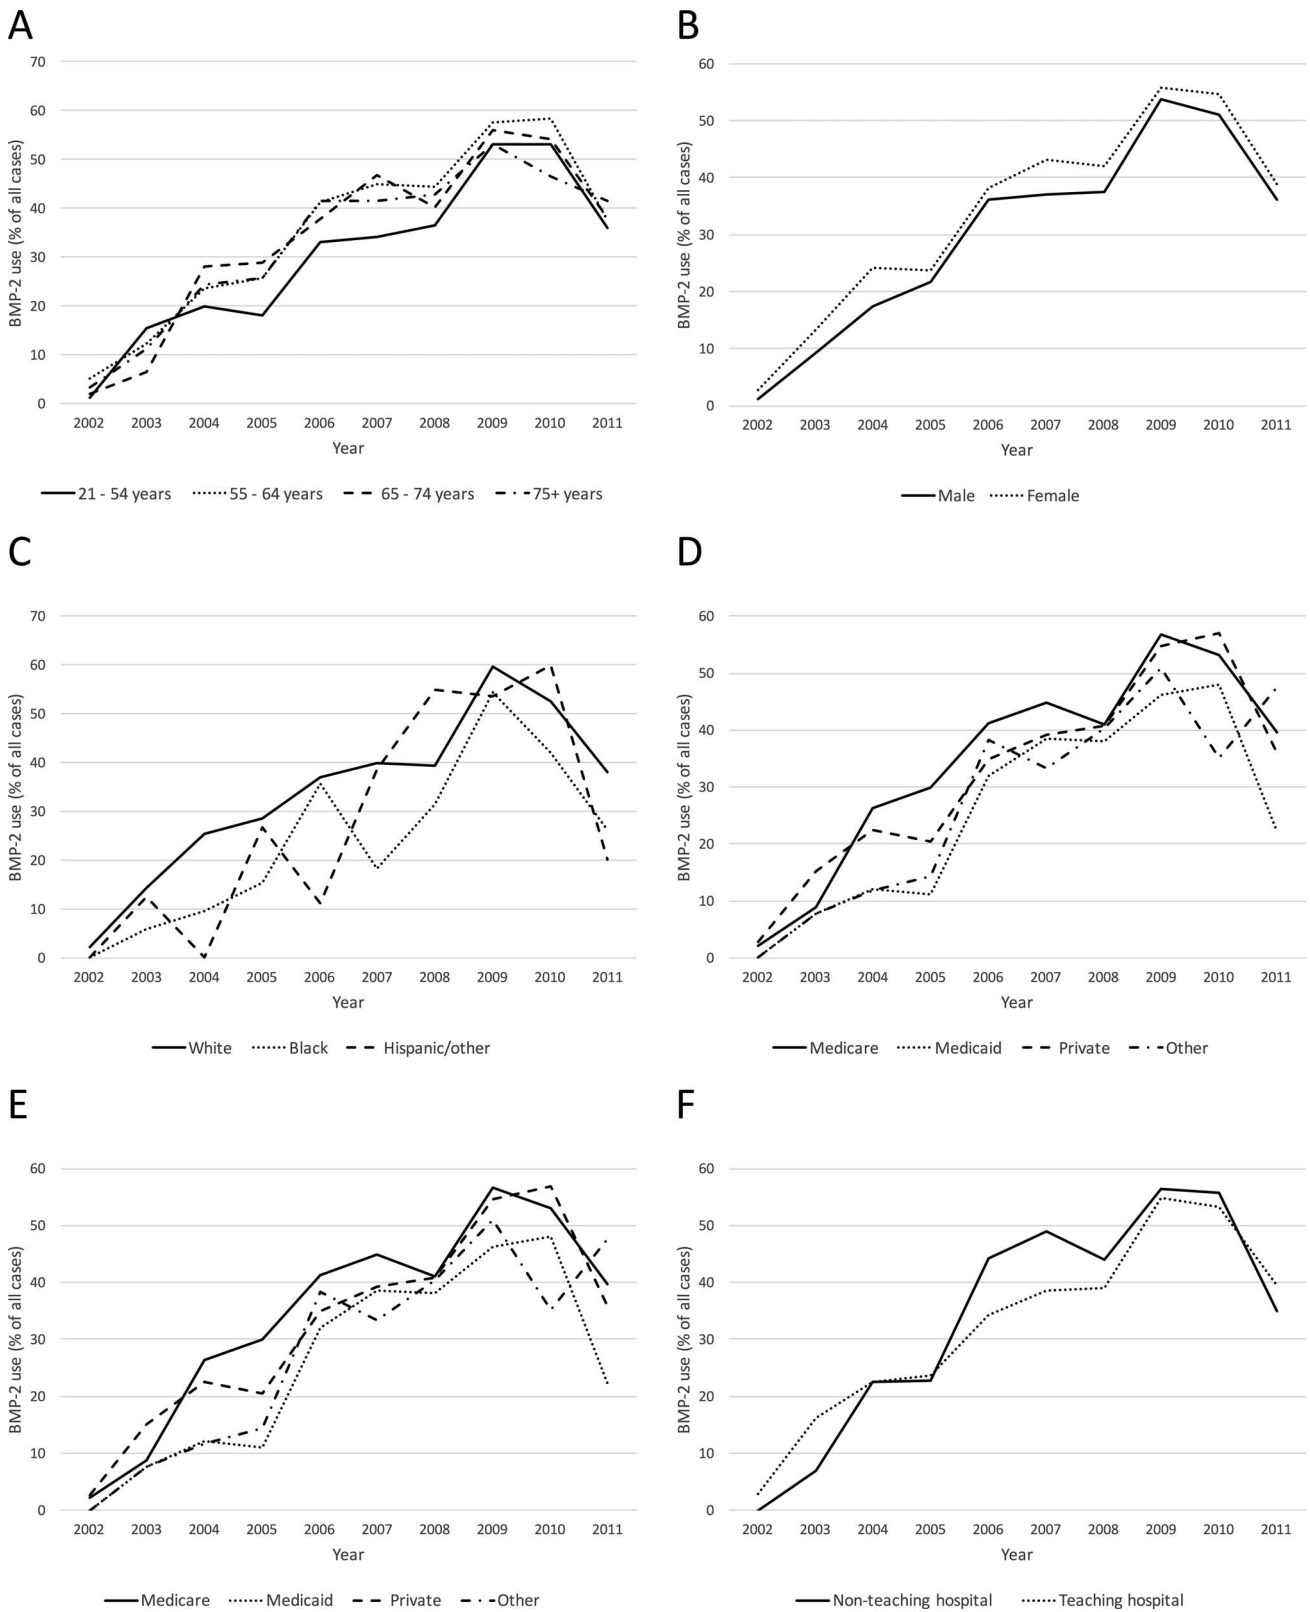 A
BMP-2 use (% of all cases)
70
60
50
40
30
20
10
0
2002 2003 2004 2005 2006 2007 2008 2009 2010 2011
Year
21 - 54 years 55 - 64 years 65 - 74 years 75+ years
B
BMP-2 use (% of all cases)
60
50
40
30
20
10
0
2002 2003 2004 2005 2006 2007 2008 2009 2010 2011
Year
Male Female
C
BMP-2 use (% of all cases)
70
60
50
40
30
20
10
0
2002 2003 2004 2005 2006 2007 2008 2009 2010 2011
Year
White Black Hispanic/other
D
BMP-2 use (% of all cases)
60
50
40
30
20
10
0
2002 2003 2004 2005 2006 2007 2008 2009 2010 2011
Year
Medicare Medicaid Private Other
E
BMP-2 use (% of all cases)
60
50
40
30
20
10
0
2002 2003 2004 2005 2006 2007 2008 2009 2010 2011
Year
Medicare Medicaid Private Other
F
BMP-2 use (% of all cases)
60
50
40
30
20
10
0
2002 2003 2004 2005 2006 2007 2008 2009 2010 2011
Year
Non-teaching hospital Teaching hospital